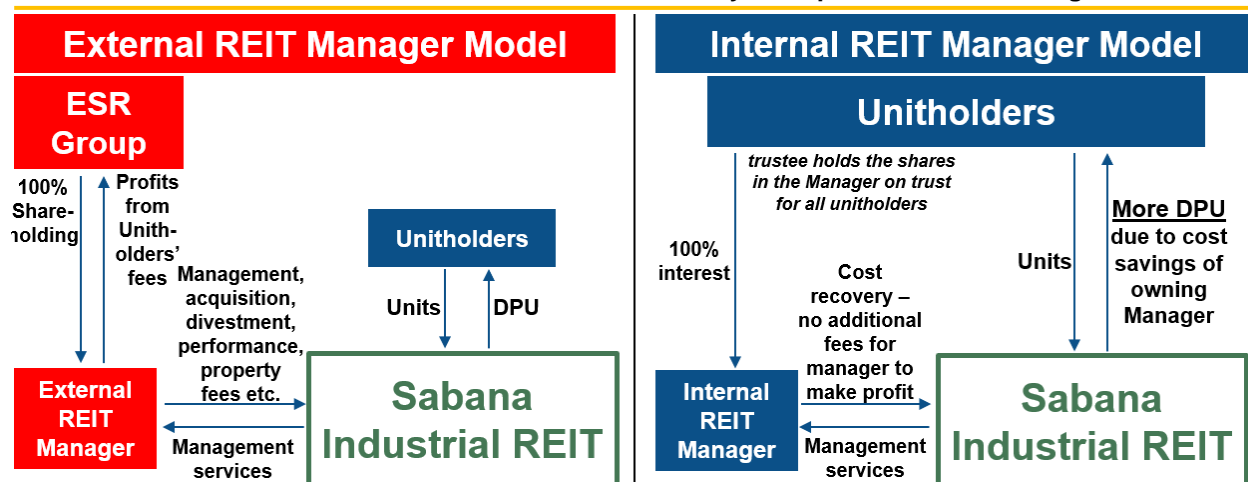 External REIT Manager Model
ESR
Group
100%
Share-
holding
Profits
from
Unith-
olders'
fees
Management,
acquisition,
divestment,
performance,
property
fees etc.
Unitholders
Units
DPU
External
REIT
Manager
Management
services
Sabana
Industrial REIT
Internal REIT Manager Model
Unitholders
trustee holds the shares
in the Manager on trust
for all unitholders
100%
interest
Cost
recovery –
no additional
fees for
manager to
make profit
Units
More DPU
due to cost
savings of
owning
Manager
Internal
REIT
Manager
Management
services
Sabana
Industrial REIT